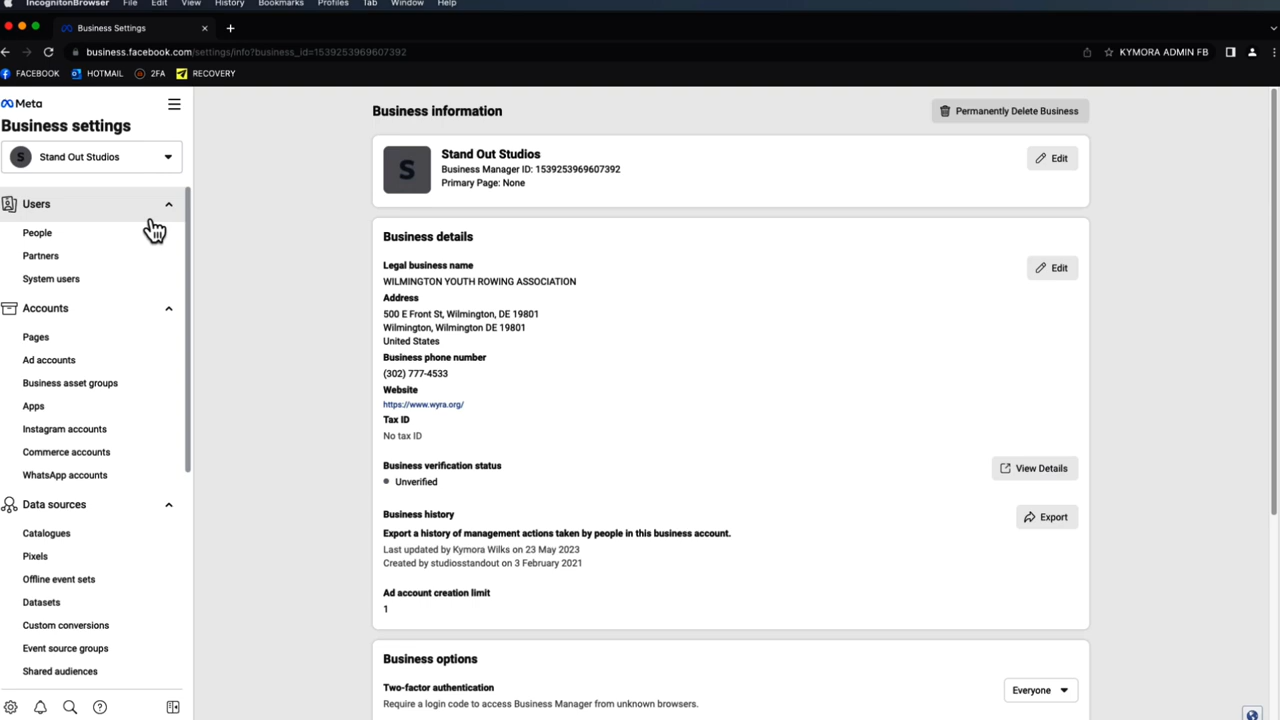 IncognitonBrowser File Edit View History Bookmarks Profiles Tab Window Help
Business Settings
business.facebook.com/settings/info?business_id=1539253969607392
KYMORA ADMIN FB
FACEBOOK HOTMAIL 2FA RECOVERY
Meta
Business settings
S Stand Out Studios
Users
People
Partners
System users
Accounts
Pages
Ad accounts
Business asset groups
Apps
Instagram accounts
Commerce accounts
WhatsApp accounts
Data sources
Catalogues
Pixels
Offline event sets
Datasets
Custom conversions
Event source groups
Shared audiences
Business information
Permanently Delete Business
S
Stand Out Studios
Business Manager ID: 1539253969607392
Primary Page: None
Edit
Business details
Legal business name
WILMINGTON YOUTH ROWING ASSOCIATION
Edit
Address
500 E Front St, Wilmington, DE 19801
Wilmington, Wilmington DE 19801
United States
Business phone number
(302) 777-4533
Website
https://www.wyra.org/
Tax ID
No tax ID
Business verification status
Unverified
View Details
Business history
Export a history of management actions taken by people in this business account.
Last updated by Kymora Wilks on 23 May 2023
Created by studiosstandout on 3 February 2021
Export
Ad account creation limit
1
Business options
Two-factor authentication
Require a login code to access Business Manager from unknown browsers.
Everyone